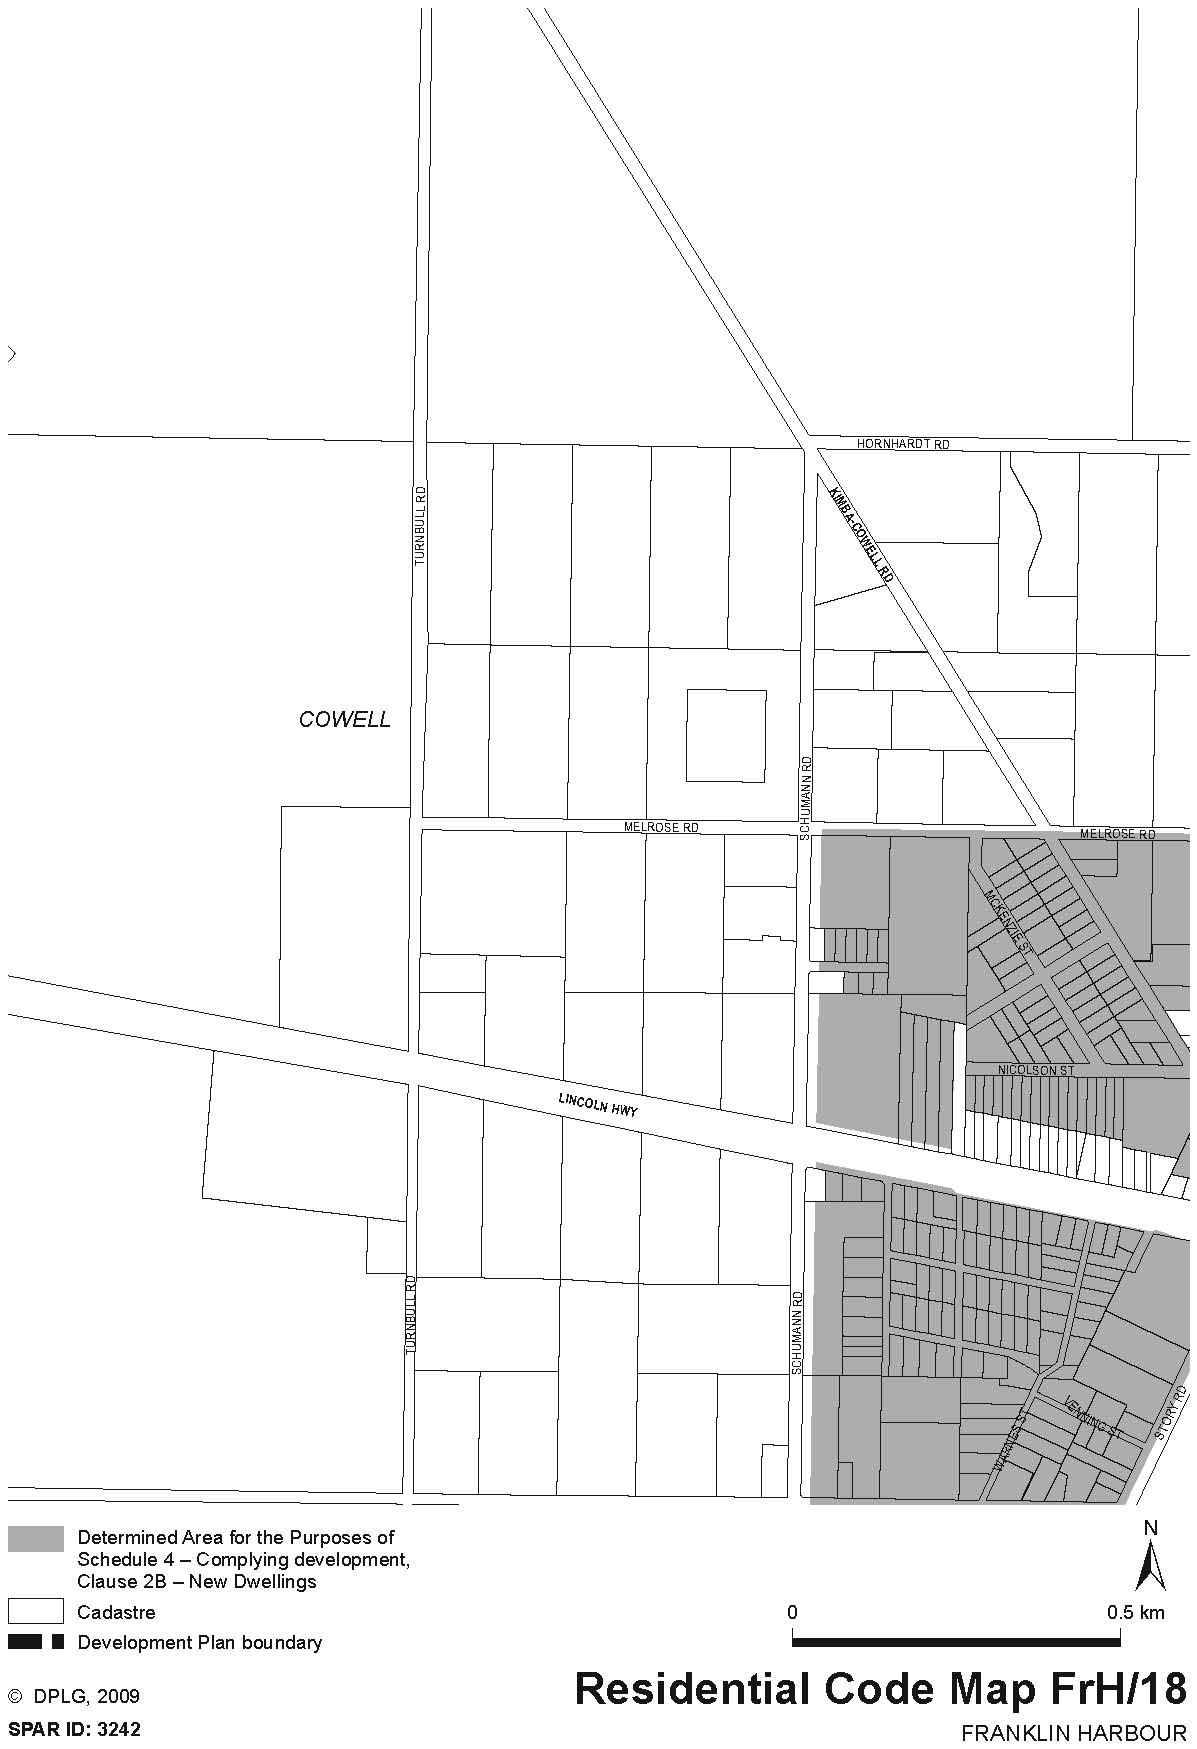 HORNHARDT RD
TURNBULL RD
KIMBA-COWELL RD
COWELL
SCHUMANN RD
MELROSE RD
MELROSE RD
MCKENZIE ST
NICOLSON ST
LINCOLN HWY
TURNBULL RD
SCHUMANN RD
VENNING ST
WARNES ST
STORY RD
Determined Area for the Purposes of
Schedule 4 – Complying development,
Clause 2B – New Dwellings
Cadastre
Development Plan boundary
N
0 0.5 km
© DPLG, 2009
SPAR ID: 3242
Residential Code Map FrH/18
FRANKLIN HARBOUR